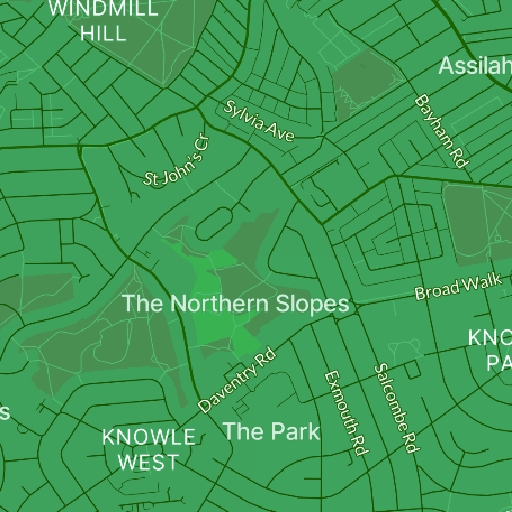 WINDMILL
HILL
Assilah
Sylvia Ave
Bayham Rd
St John's Cr
Broad Walk
The Northern Slopes
KNO
PA
Daventry Rd
Exmouth Rd
Salcombe Rd
s
The Park
KNOWLE
WEST